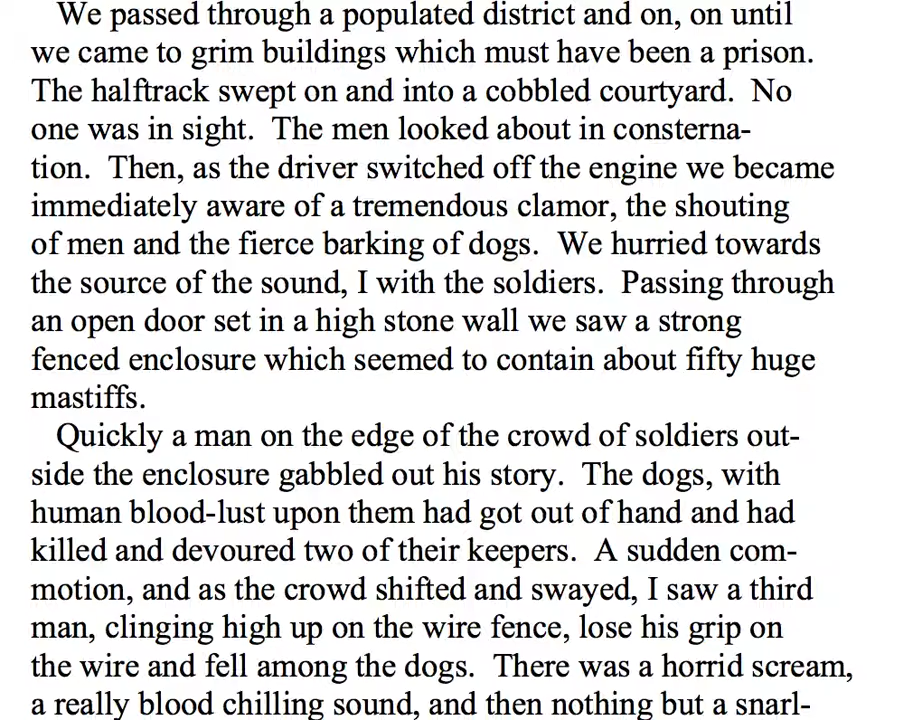 We passed through a populated district and on, on until
we came to grim buildings which must have been a prison.
The halftrack swept on and into a cobbled courtyard.  No
one was in sight.  The men looked about in consterna-
tion.  Then, as the driver switched off the engine we became
immediately aware of a tremendous clamor, the shouting
of men and the fierce barking of dogs.  We hurried towards
the source of the sound, I with the soldiers.  Passing through
an open door set in a high stone wall we saw a strong
fenced enclosure which seemed to contain about fifty huge
mastiffs.
Quickly a man on the edge of the crowd of soldiers out-
side the enclosure gabbled out his story.  The dogs, with
human blood-lust upon them had got out of hand and had
killed and devoured two of their keepers.  A sudden com-
motion, and as the crowd shifted and swayed, I saw a third
man, clinging high up on the wire fence, lose his grip on
the wire and fell among the dogs.  There was a horrid scream,
a really blood chilling sound, and then nothing but a snarl-